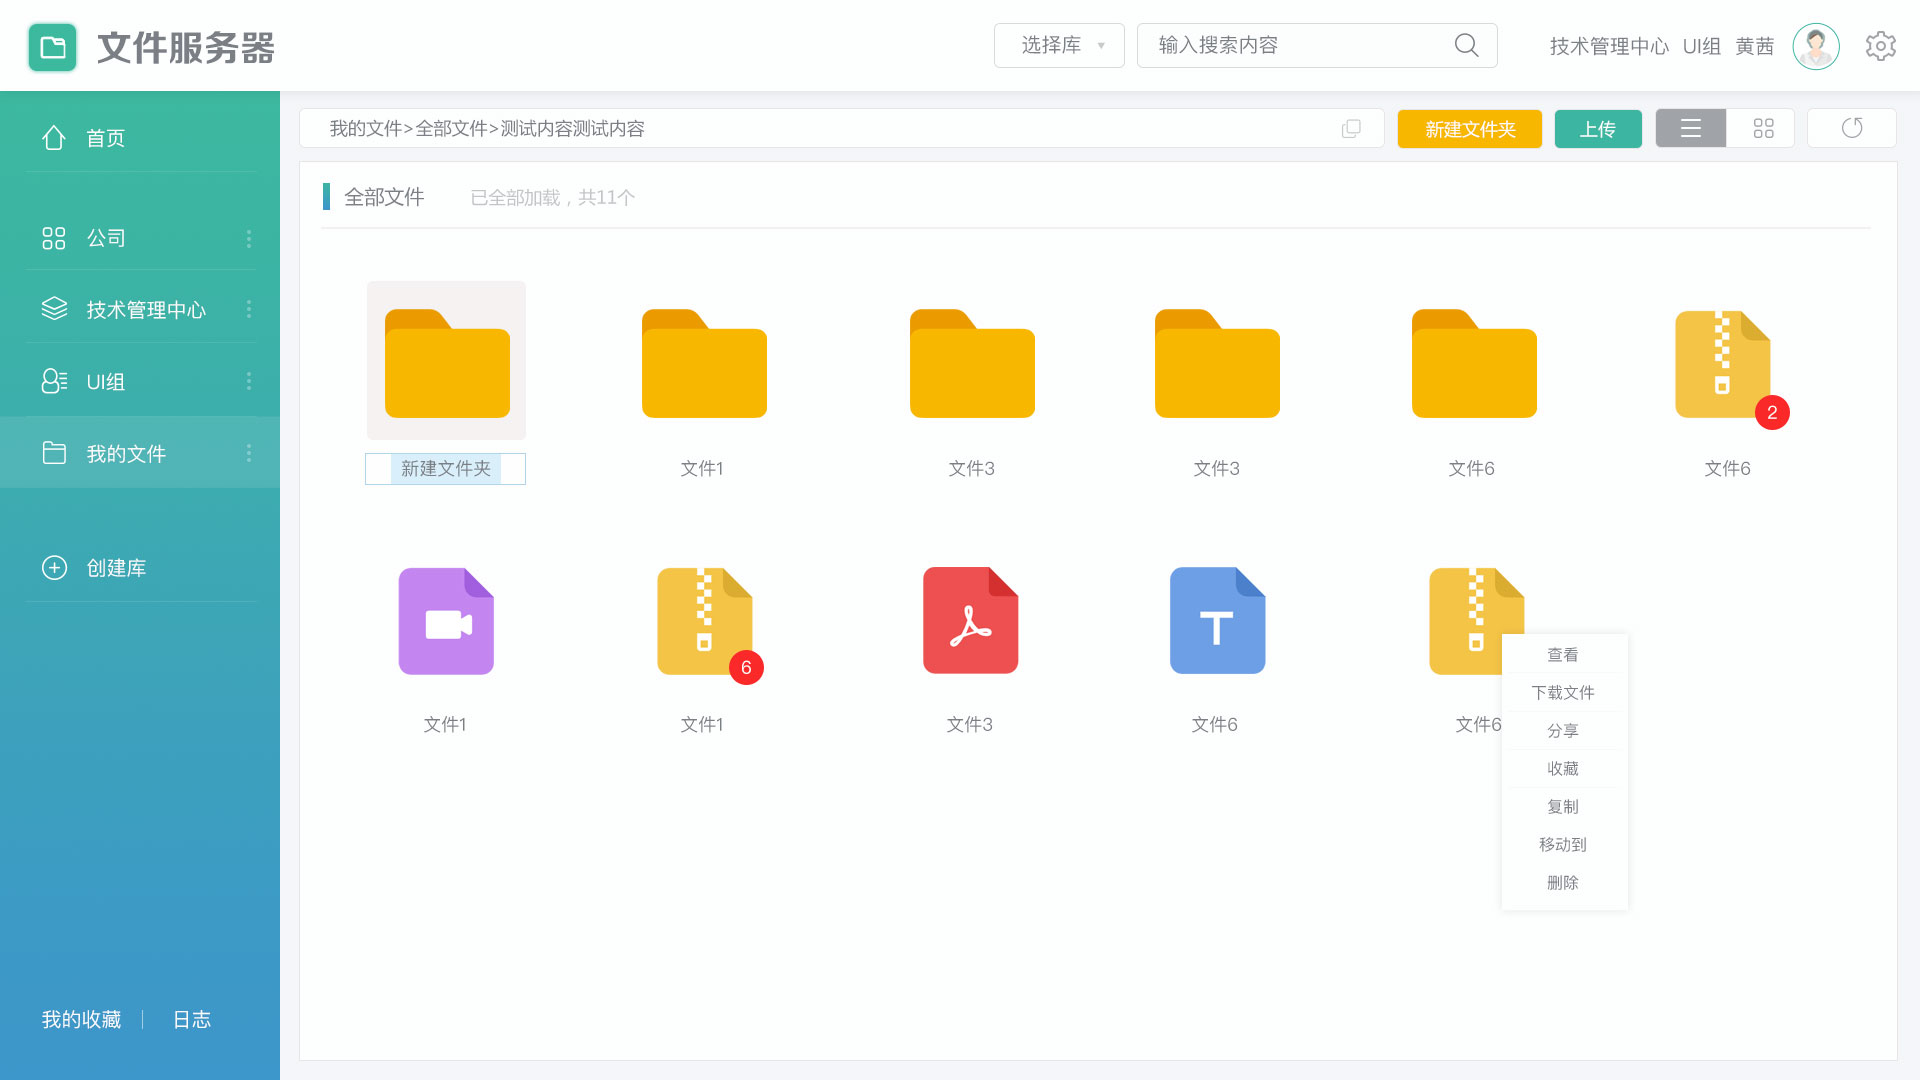 文件服务器
选择库
输入搜索内容
技术管理中心 UI组 黄茜
首页
公司
技术管理中心
UI组
我的文件
创建库
我的收藏
日志
我的文件>全部文件>测试内容测试内容
新建文件夹
上传
全部文件
已全部加载，共11个
2
新建文件夹
文件1
文件3
文件3
文件6
文件6
6
T
文件1
文件1
文件3
文件6
文件6
查看
下载文件
分享
收藏
复制
移动到
删除